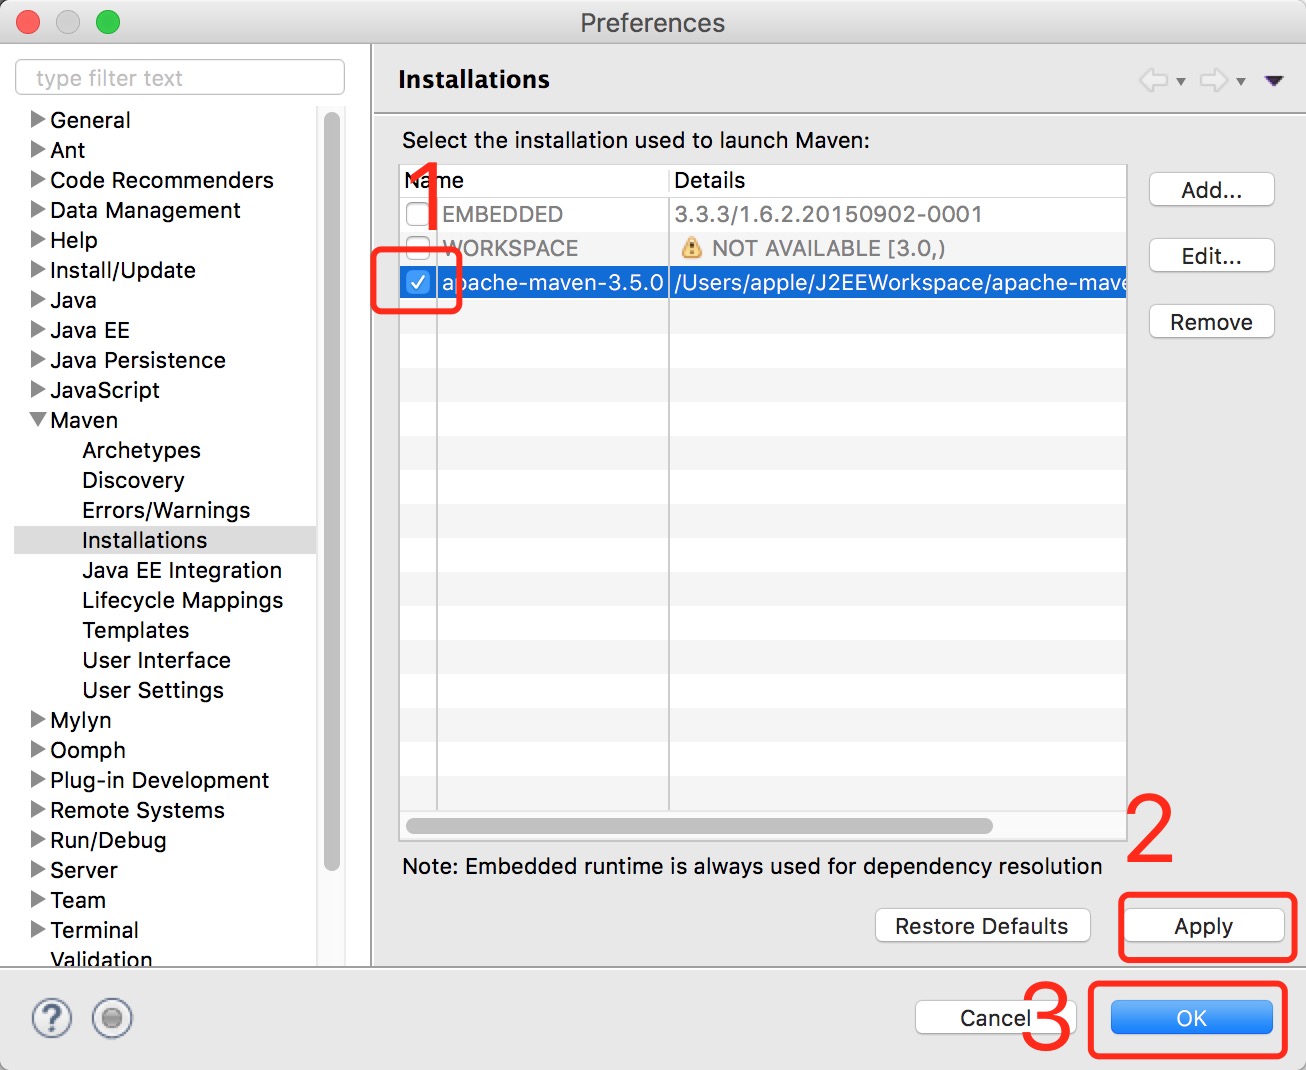 Preferences
type filter text
General
Ant
Code Recommenders
Data Management
Help
Install/Update
Java
Java EE
Java Persistence
JavaScript
Maven
Archetypes
Discovery
Errors/Warnings
Installations
Java EE Integration
Lifecycle Mappings
Templates
User Interface
User Settings
Mylyn
Oomph
Plug-in Development
Remote Systems
Run/Debug
Server
Team
Terminal
Validation
Installations
Select the installation used to launch Maven:
Name Details
1
EMBEDDED 3.3.3/1.6.2.20150902-0001
WORKSPACE NOT AVAILABLE [3.0,)
apache-maven-3.5.0 /Users/apple/J2EEWorkspace/apache-mave
Add...
Edit...
Remove
Note: Embedded runtime is always used for dependency resolution
2
Restore Defaults Apply
? Cancel 3 OK